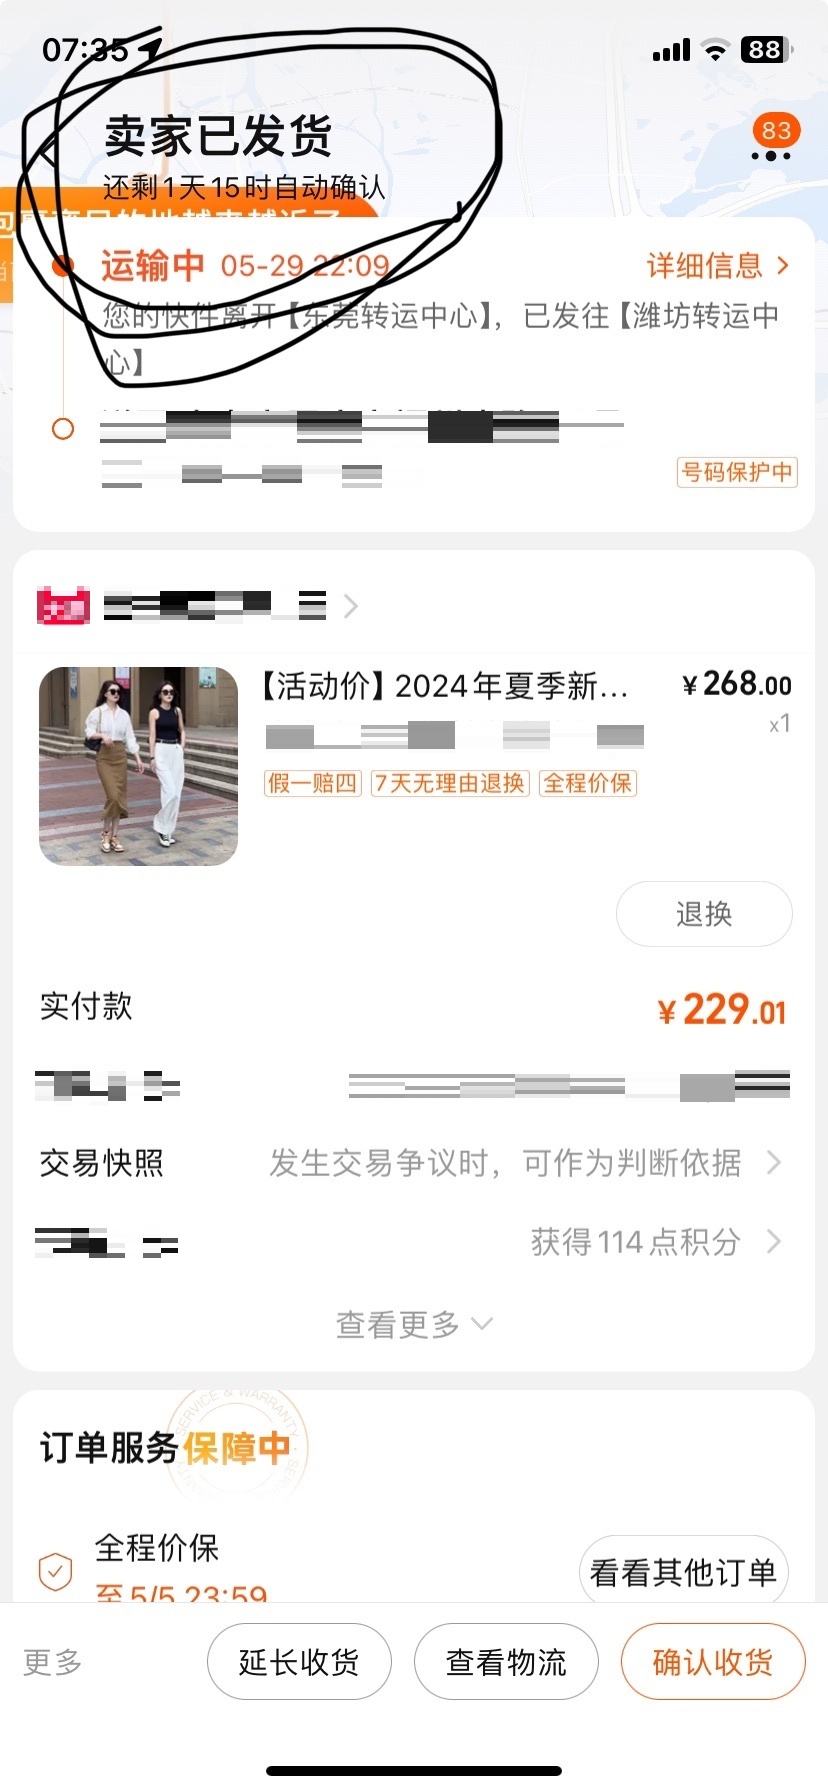 07:35
88
卖家已发货
83
还剩1天15时自动确认
运输中 05-29 22:09
详细信息
您的快件离开【东莞转运中心】，已发往【潍坊转运中
心】
号码保护中
【活动价】2024年夏季新...
¥268.00
x1
假一赔四 7天无理由退换 全程价保
退换
实付款
¥229.01
交易快照
发生交易争议时，可作为判断依据
获得114点积分
查看更多
SERVICE & WARRANTY
订单服务保障中
全程价保
看看其他订单
至5/5 23:59
更多
延长收货
查看物流
确认收货